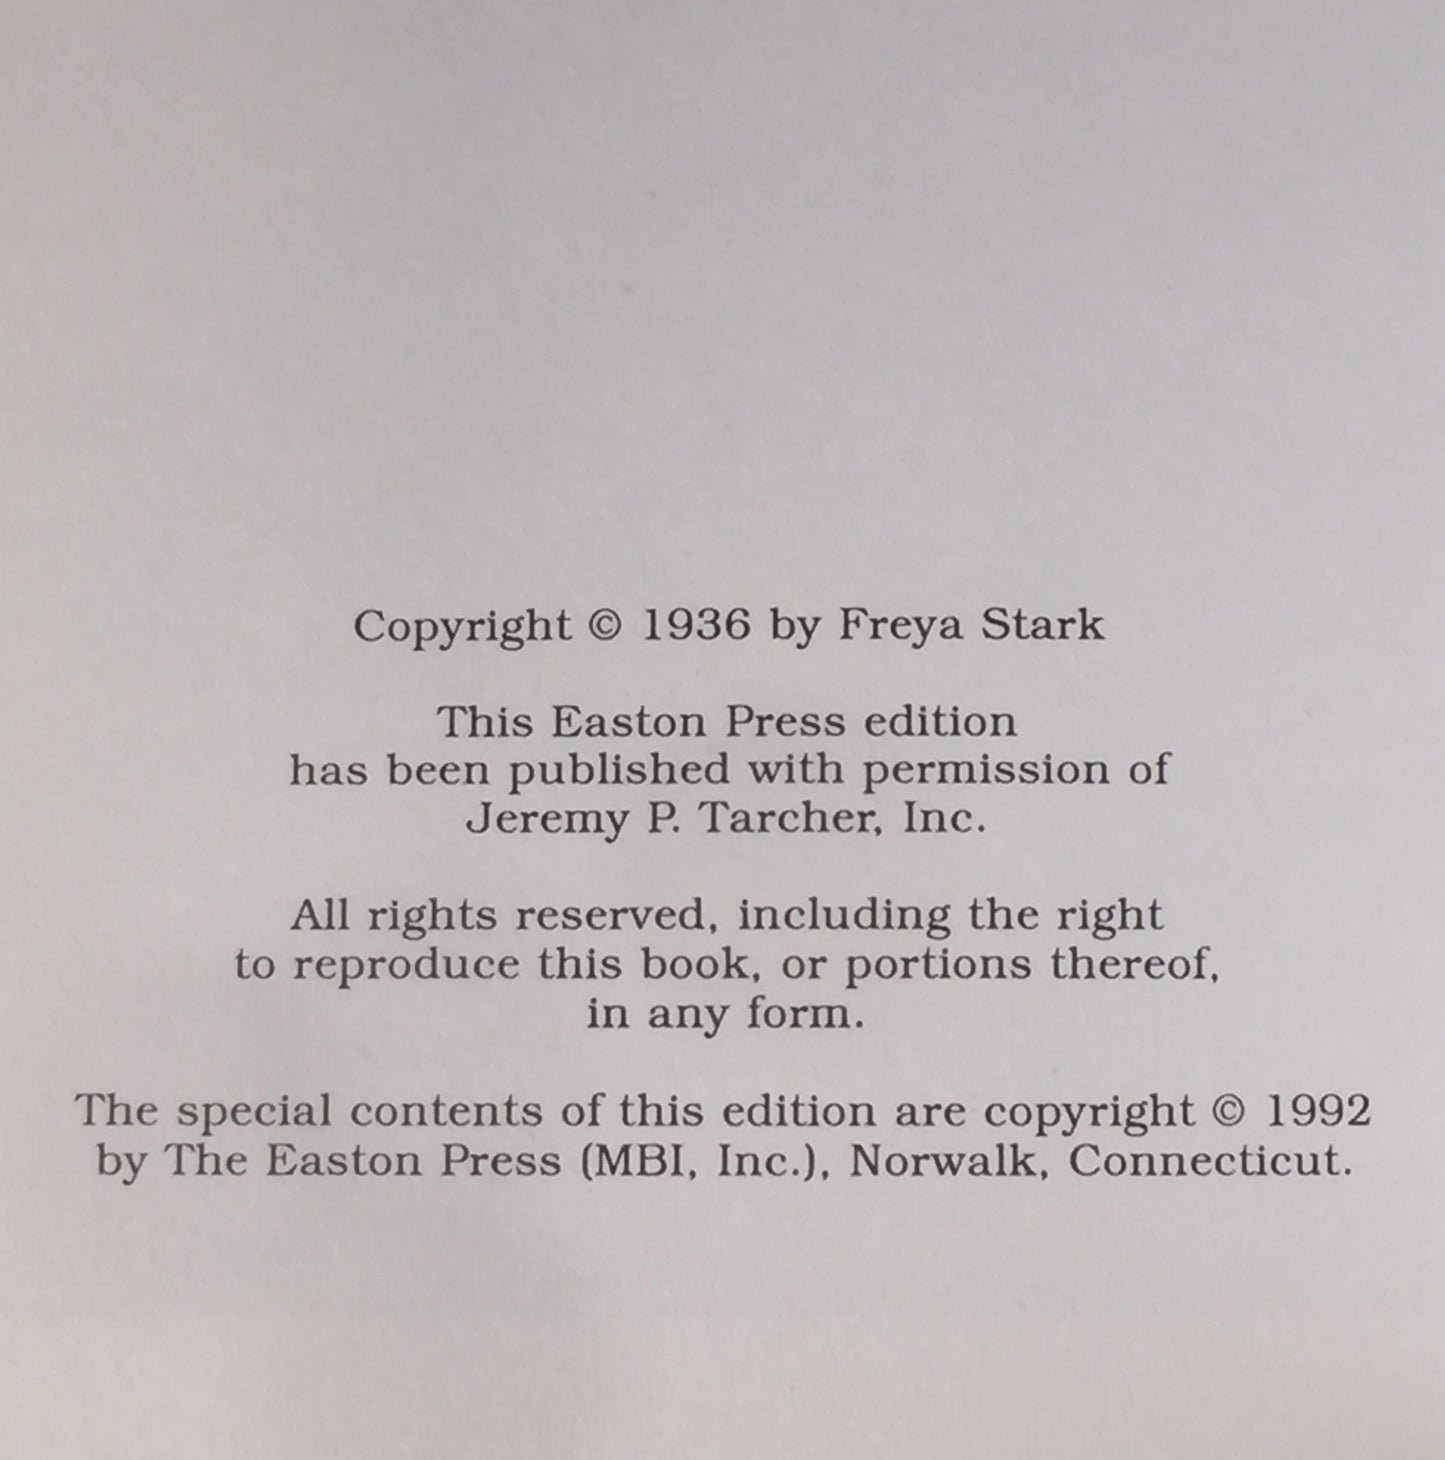 Copyright © 1936 by Freya Stark
This Easton Press edition
has been published with permission of
Jeremy P. Tarcher, Inc.
All rights reserved, including the right
to reproduce this book, or portions thereof,
in any form.
The special contents of this edition are copyright © 1992
by The Easton Press (MBI, Inc.), Norwalk, Connecticut.